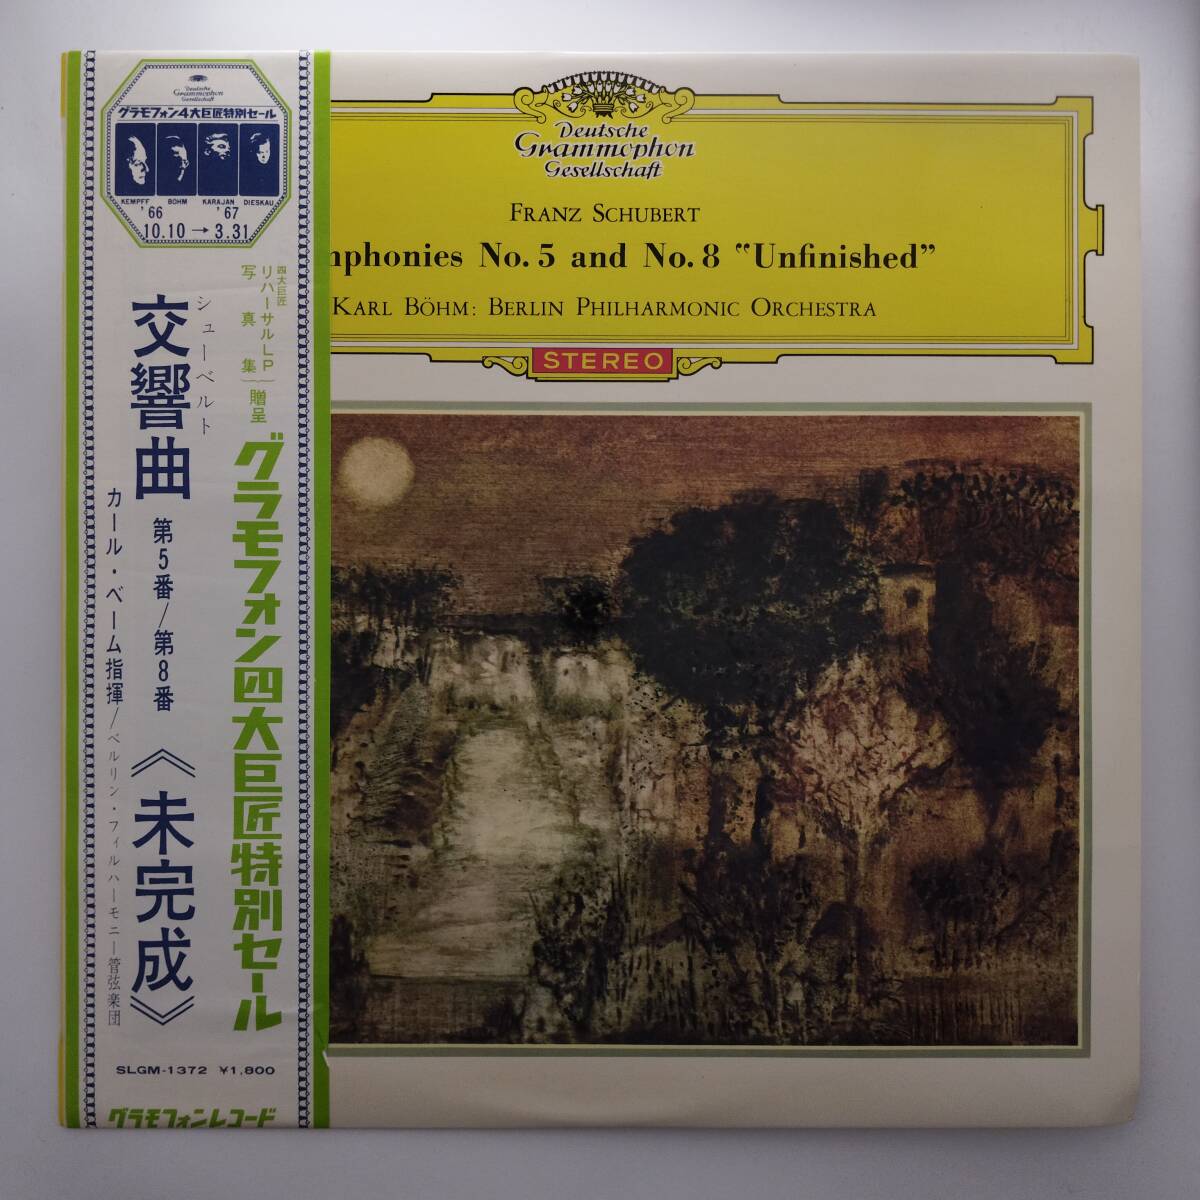 Deutsche
Grammophon
Gesellschaft
グラモフォン4大巨匠特別セール
KEMPFF BÖHM KARAJAN DIESKAU
'66 '67
10.10→3.31
四大巨匠
リハーサルLP
写真集
贈呈
グラモフォン四大巨匠特別セール
シューベルト
交響曲 第5番/第8番《未完成》
カール・ベーム指揮/ベルリン・フィルハーモニー管弦楽団
SLGM-1372 ¥1,800
グラモフォンレコード
Deutsche
Grammophon
Gesellschaft
FRANZ SCHUBERT
mphonies No. 5 and No. 8 “Unfinished”
KARL BÖHM: BERLIN PHILHARMONIC ORCHESTRA
STEREO